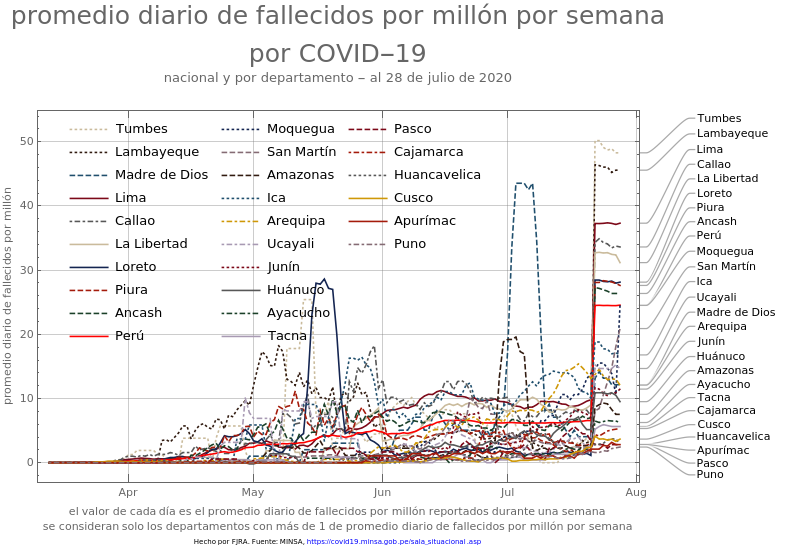 promedio diario de fallecidos por millón por semana
por COVID−19
nacional y por departamento − al 28 de julio de 2020
promedio diario de fallecidos por millón
50
40
30
20
10
0
Apr
May
Jun
Jul
Aug
Tumbes
Lambayeque
Madre de Dios
Lima
Callao
La Libertad
Loreto
Piura
Ancash
Perú
Moquegua
San Martín
Amazonas
Ica
Arequipa
Ucayali
Junín
Huánuco
Ayacucho
Tacna
Pasco
Cajamarca
Huancavelica
Cusco
Apurímac
Puno
Tumbes
Lambayeque
Lima
Callao
La Libertad
Loreto
Piura
Ancash
Perú
Moquegua
San Martín
Ica
Ucayali
Madre de Dios
Arequipa
Junín
Huánuco
Amazonas
Ayacucho
Tacna
Cajamarca
Cusco
Huancavelica
Apurímac
Pasco
Puno
el valor de cada día es el promedio diario de fallecidos por millón reportados durante una semana
se consideran solo los departamentos con más de 1 de promedio diario de fallecidos por millón por semana
Hecho por FJRA. Fuente: MINSA, https://covid19.minsa.gob.pe/sala_situacional.asp